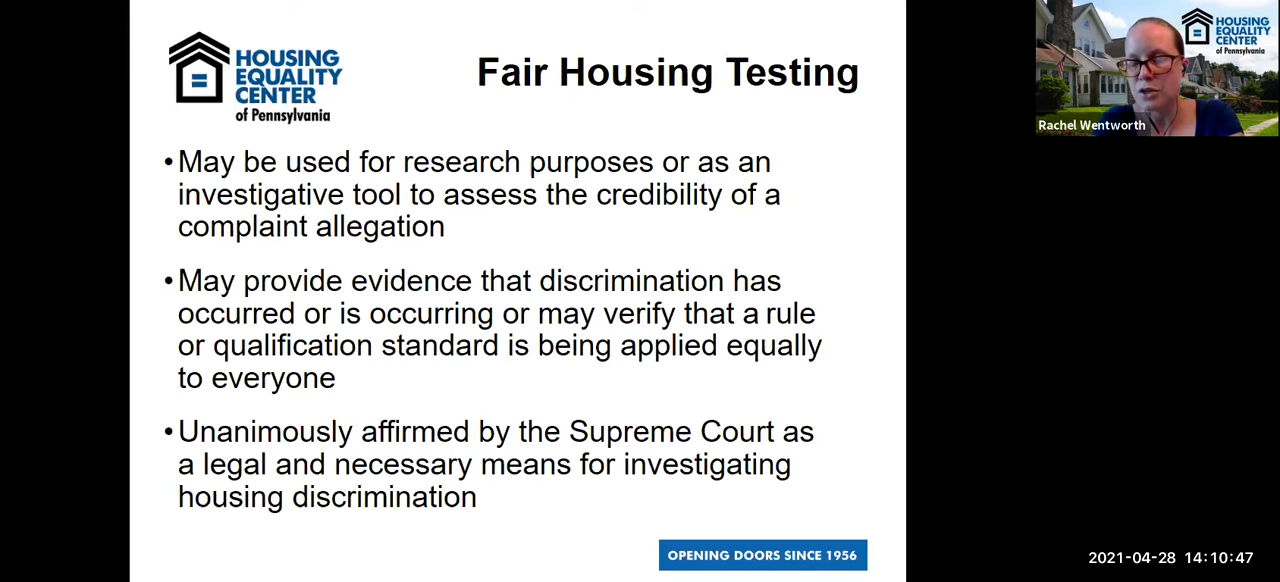 HOUSING
EQUALITY
CENTER
of Pennsylvania
Fair Housing Testing
•May be used for research purposes or as an
investigative tool to assess the credibility of a
complaint allegation
•May provide evidence that discrimination has
occurred or is occurring or may verify that a rule
or qualification standard is being applied equally
to everyone
•Unanimously affirmed by the Supreme Court as
a legal and necessary means for investigating
housing discrimination
OPENING DOORS SINCE 1956
HOUSING
EQUALITY
CENTER
of Pennsylvania
Rachel Wentworth
2021-04-28 14:10:47